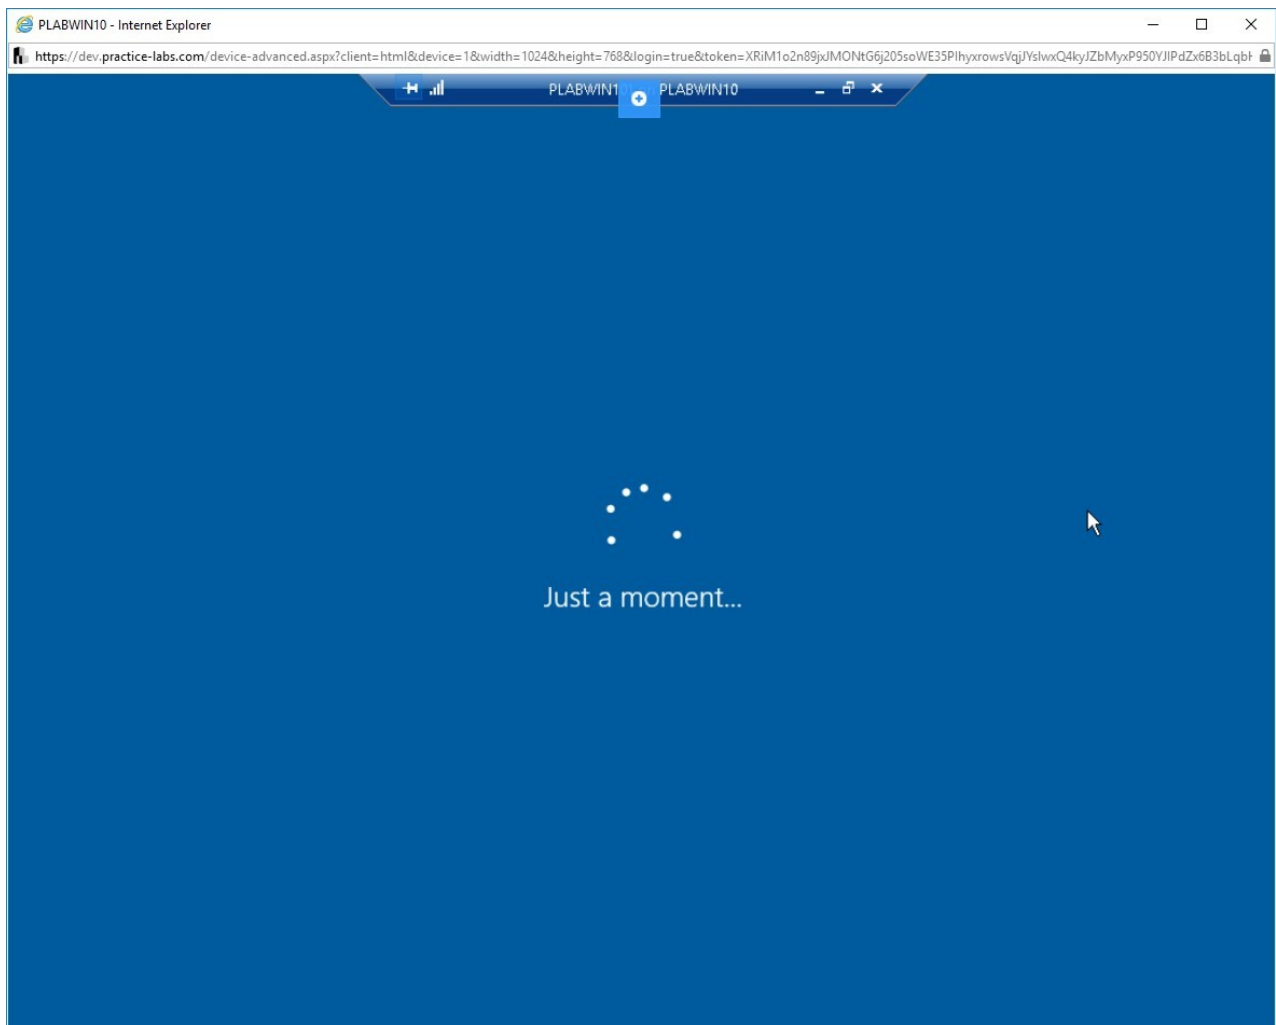 PLABWIN10 - Internet Explorer
https://dev.practice-labs.com/device-advanced.aspx?client=html&device=1&width=1024&height=768&login=true&token=
PLABWIN10 PLABWIN10
Just a moment...